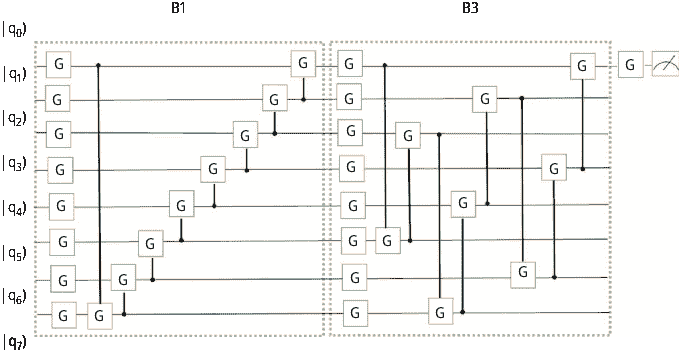 B1 B3
|q₀⟩
G G G G G
|q₁⟩
G G G G
|q₂⟩
G G G G
|q₃⟩
G G G G
|q₄⟩
G G G G
G G G G
|q₅⟩
G G G G
|q₆⟩
G G G G
|q₇⟩